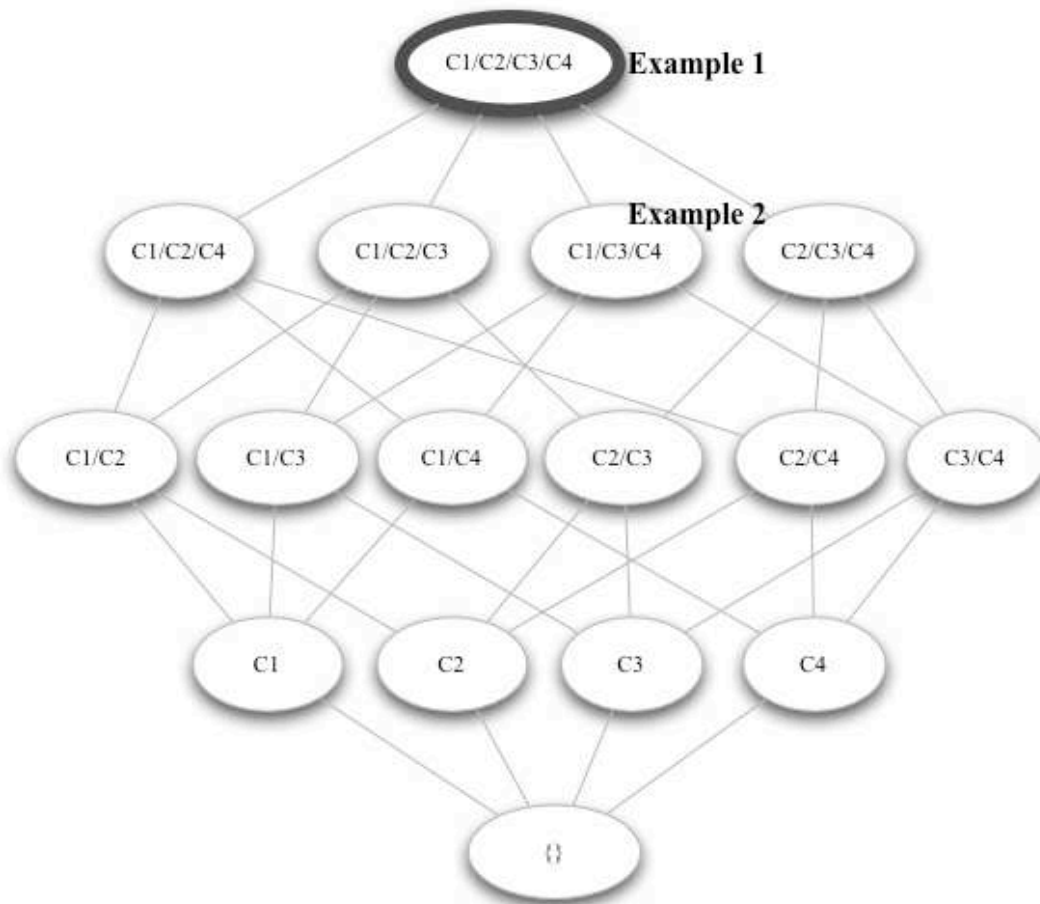 C1/C2/C3/C4 Example 1
Example 2
C1/C2/C4 C1/C2/C3 C1/C3/C4 C2/C3/C4
C1/C2 C1/C3 C1/C4 C2/C3 C2/C4 C3/C4
C1 C2 C3 C4
{}